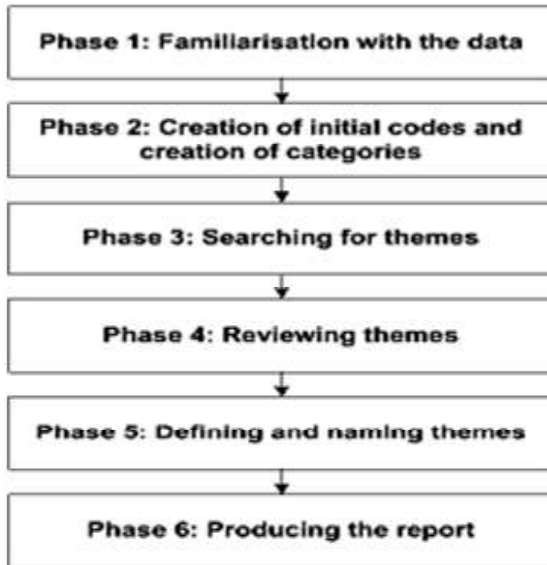 Phase 1: Familiarisation with the data
Phase 2: Creation of initial codes and
creation of categories
Phase 3: Searching for themes
Phase 4: Reviewing themes
Phase 5: Defining and naming themes
Phase 6: Producing the report